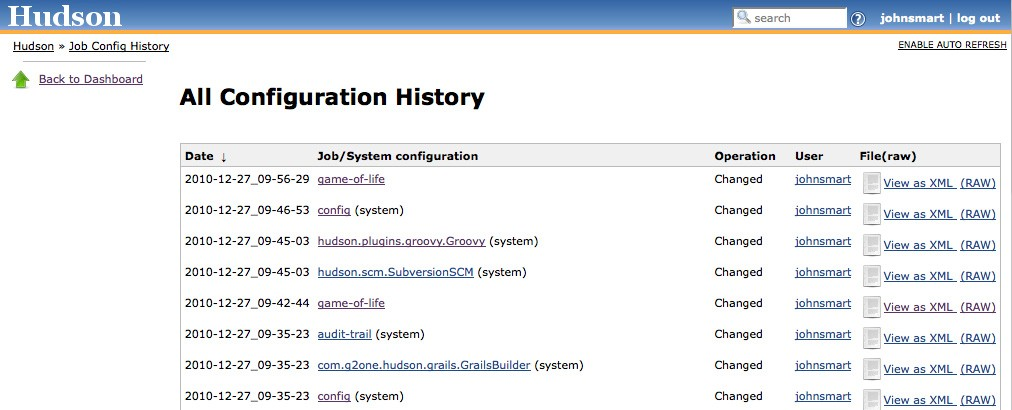 Hudson
search
johnsmart | log out
Hudson » Job Config History
ENABLE AUTO REFRESH
Back to Dashboard
All Configuration History
Date ↓ Job/System configuration Operation User File(raw)
2010-12-27_09-56-29 game-of-life Changed johnsmart View as XML (RAW)
2010-12-27_09-46-53 config (system) Changed johnsmart View as XML (RAW)
2010-12-27_09-45-03 hudson.plugins.groovy.Groovy (system) Changed johnsmart View as XML (RAW)
2010-12-27_09-45-03 hudson.scm.SubversionSCM (system) Changed johnsmart View as XML (RAW)
2010-12-27_09-42-44 game-of-life Changed johnsmart View as XML (RAW)
2010-12-27_09-35-23 audit-trail (system) Changed johnsmart View as XML (RAW)
2010-12-27_09-35-23 com.g2one.hudson.grails.GrailsBuilder (system) Changed johnsmart View as XML (RAW)
2010-12-27_09-35-23 config (system) Changed johnsmart View as XML (RAW)